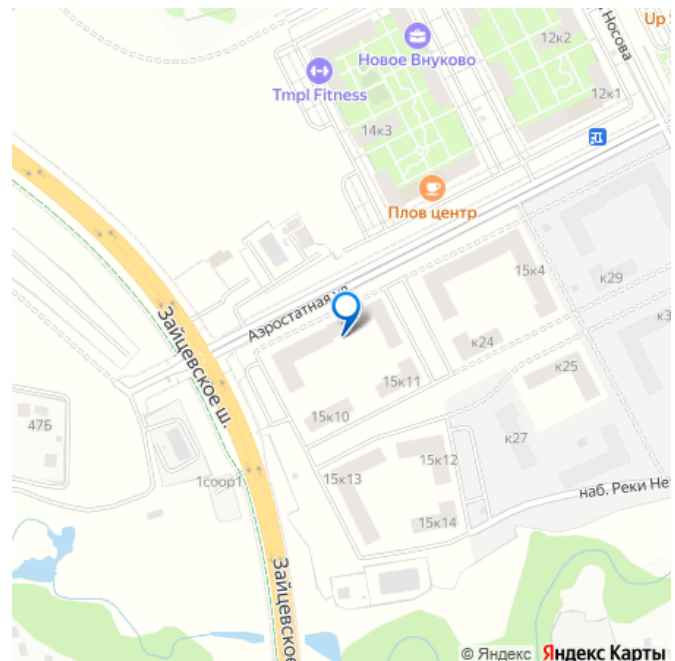 Up
Носова
12к2
Новое Внуково
Tmpl Fitness
12к1
14к3
Плов центр
15к4
к29
Аэростатная
Зайцевское ш.
к24
к25
15к11
15к10
47Б
к27
15к12
15к13
1соор1
наб. Реки
15к14
Зайцевское
© Яндекс Яндекс Карты